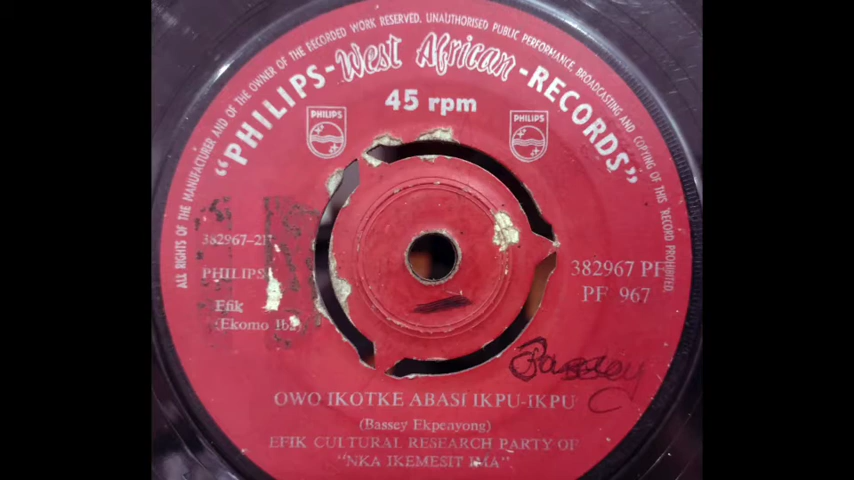 ALL RIGHTS OF THE MANUFACTURER AND OF THE OWNER OF THE RECORDED WORK RESERVED. UNAUTHORISED PUBLIC PERFORMANCE, BROADCASTING AND COPYING OF THIS RECORD PROHIBITED.
"PHILIPS-West African-RECORDS"
45 rpm
PHILIPS
PHILIPS
382967-2
PHILIPS
Efik
(Ekomo
382967 PF
PF 967
Bassey
OWO IKOTKE ABASI IKPU-IKPU
(Bassey Ekpenyong)
EFIK CULTURAL RESEARCH PARTY OF
"NKA IKEMESIT IMA"